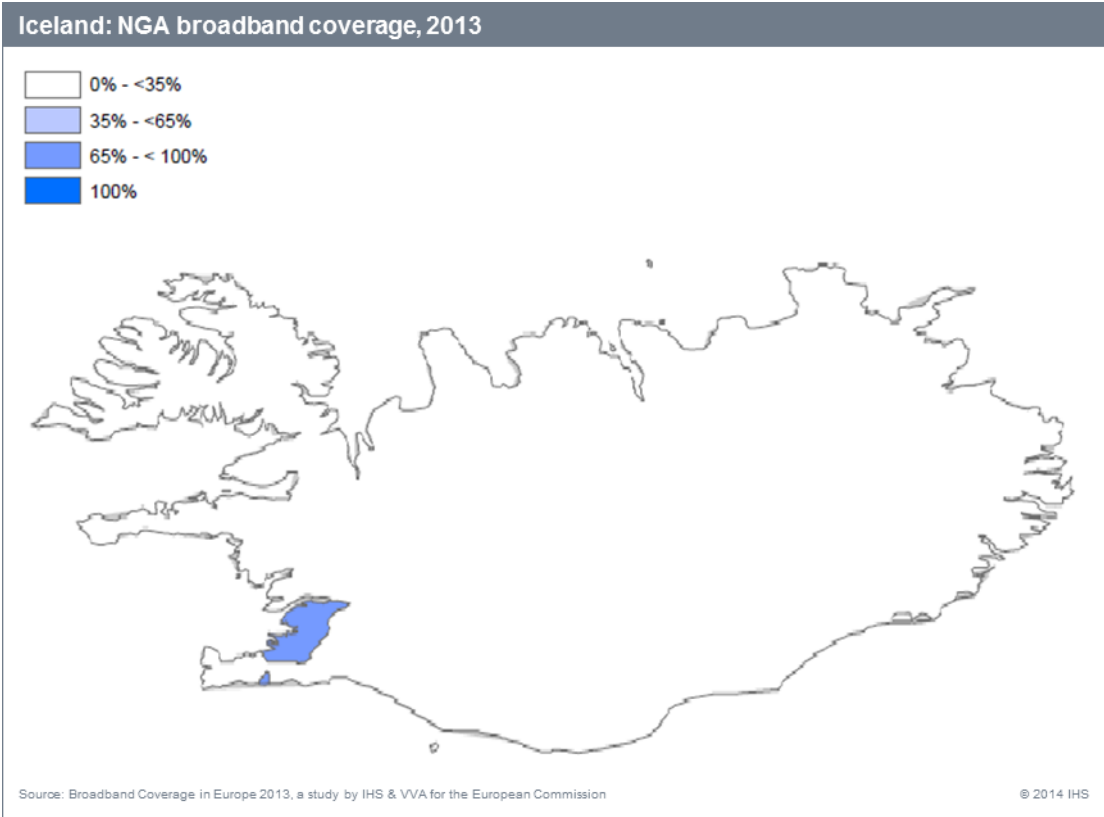 Iceland: NGA broadband coverage, 2013
0% - <35%
35% - <65%
65% - < 100%
100%
Source: Broadband Coverage in Europe 2013, a study by IHS & VVA for the European Commission
© 2014 IHS